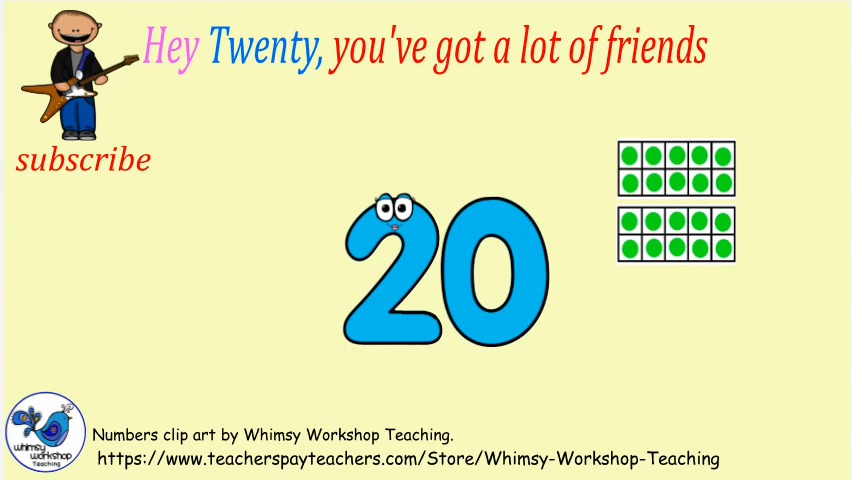 Hey Twenty, you've got a lot of friends
subscribe
20
Numbers clip art by Whimsy Workshop Teaching.
https://www.teacherspayteachers.com/Store/Whimsy-Workshop-Teaching
whimsy
workshop
Teaching